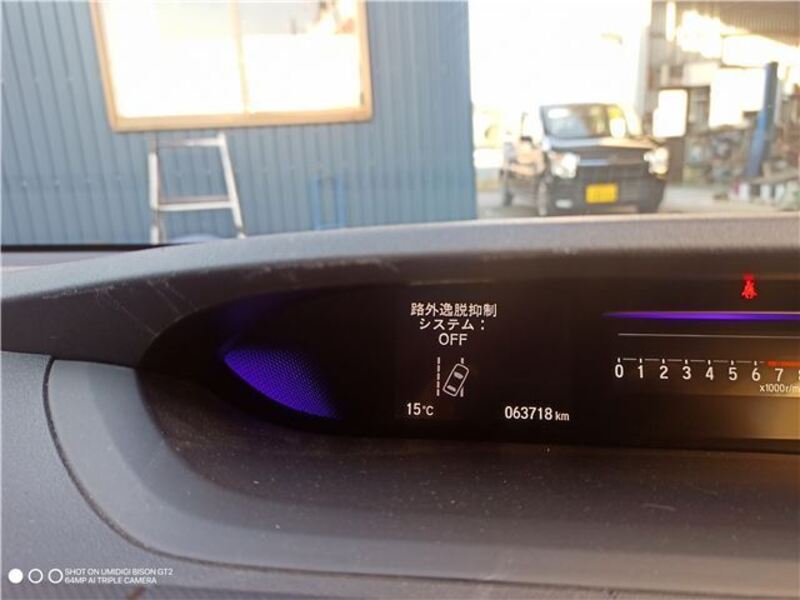 路外逸脱抑制
システム：
OFF
15℃
063718 km
0 1 2 3 4 5 6 7 8
x1000r/m
SHOT ON UMIDIGI BISON GT2
64MP AI TRIPLE CAMERA